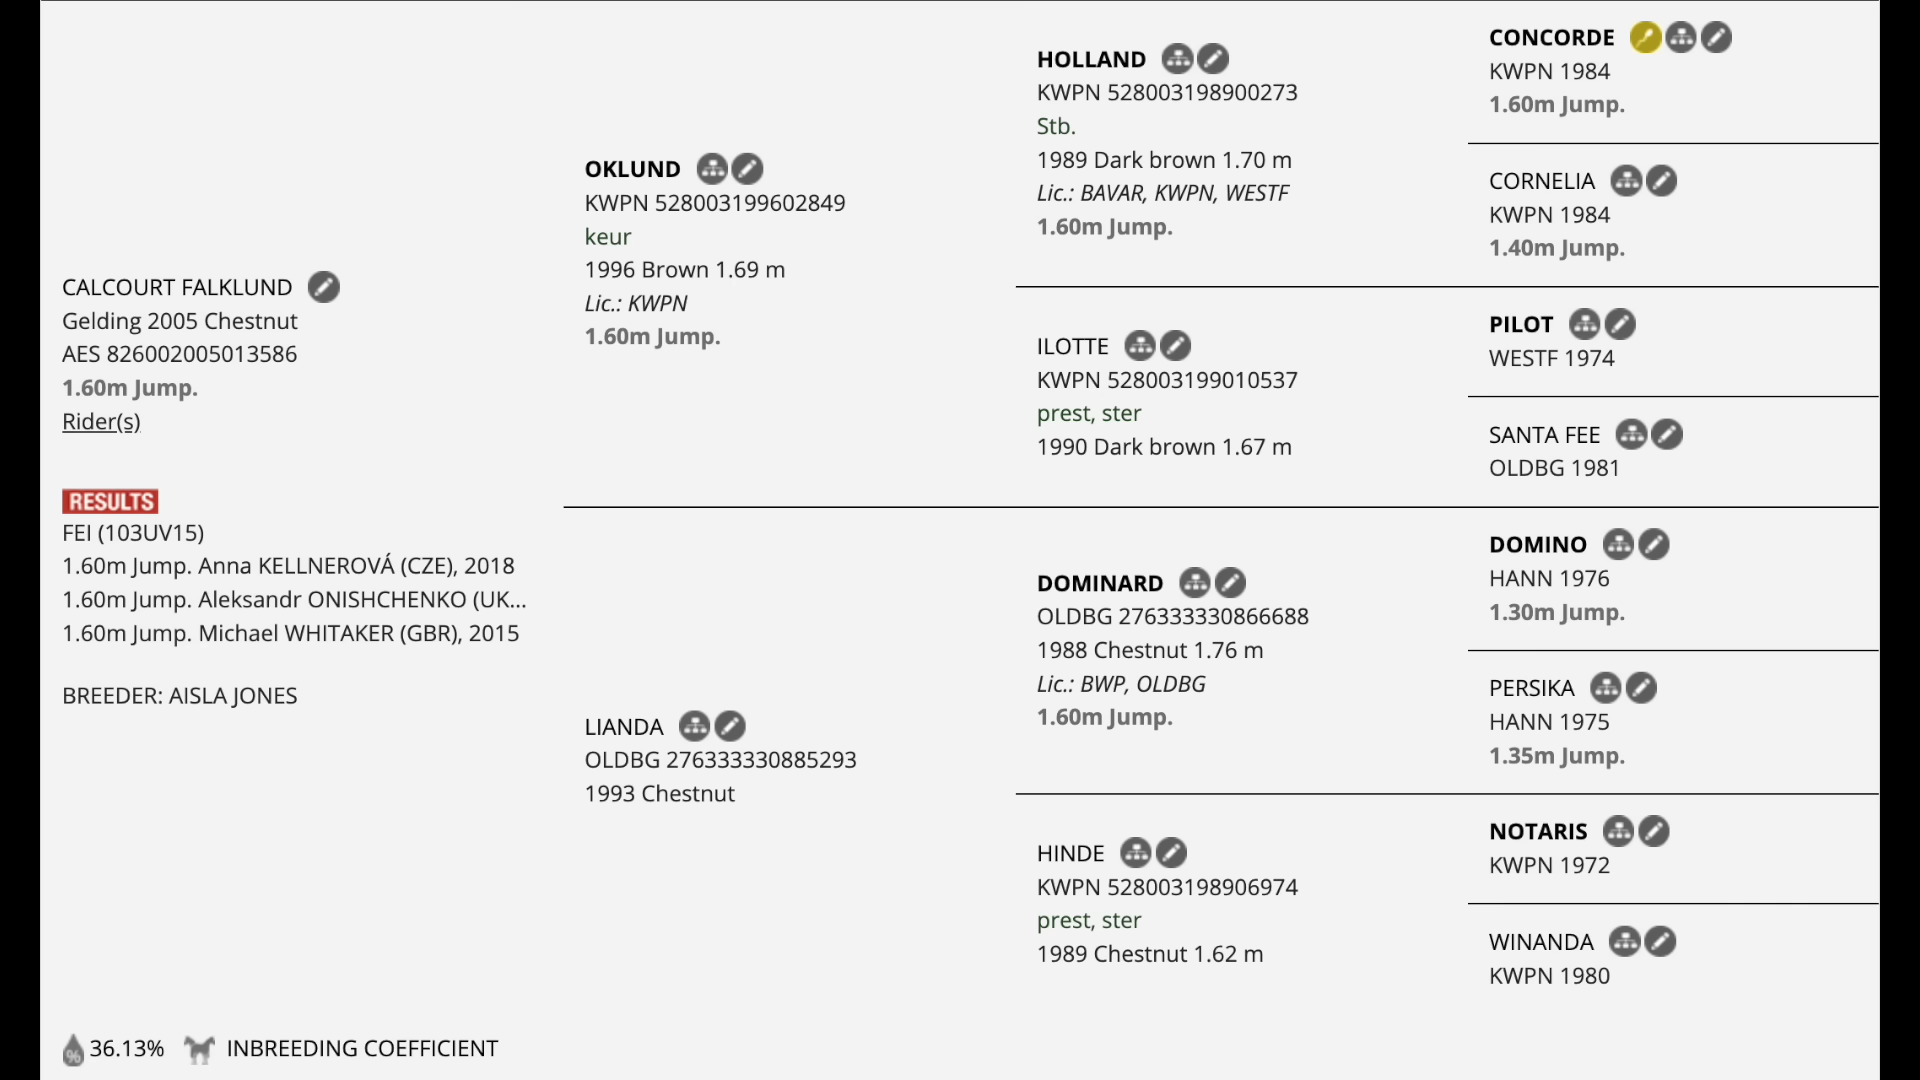 CALCOURT FALKLUND
Gelding 2005 Chestnut
AES 826002005013586
1.60m Jump.
Rider(s)
RESULTS
FEI (103UV15)
1.60m Jump. Anna KELLNEROVÁ (CZE), 2018
1.60m Jump. Aleksandr ONISHCHENKO (UK...
1.60m Jump. Michael WHITAKER (GBR), 2015
BREEDER: AISLA JONES
OKLUND
KWPN 528003199602849
keur
1996 Brown 1.69 m
Lic.: KWPN
1.60m Jump.
LIANDA
OLDBG 276333330885293
1993 Chestnut
HOLLAND
KWPN 528003198900273
Stb.
1989 Dark brown 1.70 m
Lic.: BAVAR, KWPN, WESTF
1.60m Jump.
ILOTTE
KWPN 528003199010537
prest, ster
1990 Dark brown 1.67 m
DOMINARD
OLDBG 276333330866688
1988 Chestnut 1.76 m
Lic.: BWP, OLDBG
1.60m Jump.
HINDE
KWPN 528003198906974
prest, ster
1989 Chestnut 1.62 m
CONCORDE
KWPN 1984
1.60m Jump.
CORNELIA
KWPN 1984
1.40m Jump.
PILOT
WESTF 1974
SANTA FEE
OLDBG 1981
DOMINO
HANN 1976
1.30m Jump.
PERSIKA
HANN 1975
1.35m Jump.
NOTARIS
KWPN 1972
WINANDA
KWPN 1980
% 36.13% INBREEDING COEFFICIENT